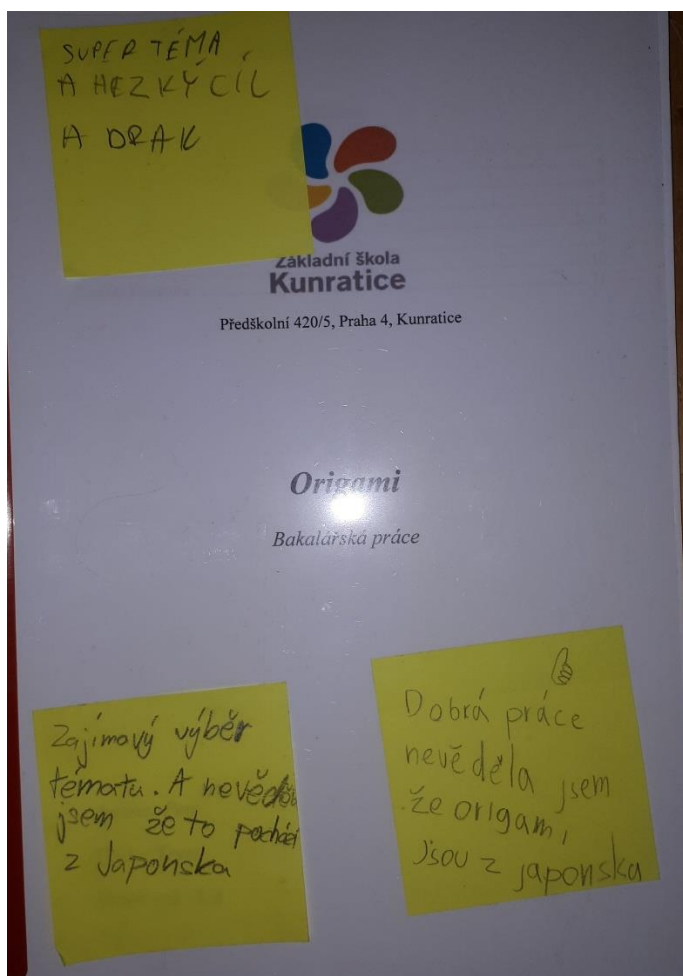 SUPER TÉMA
A HEZKÝ CÍL
A DRAK
Základní škola
Kunratice
Předškolní 420/5, Praha 4, Kunratice
Origami
Bakalářská práce
Zajímavý výběr
tématu. A nevěděl
jsem že to pochází
z Japonska
Dobrá práce
nevěděla jsem
že origami
jsou z japonska